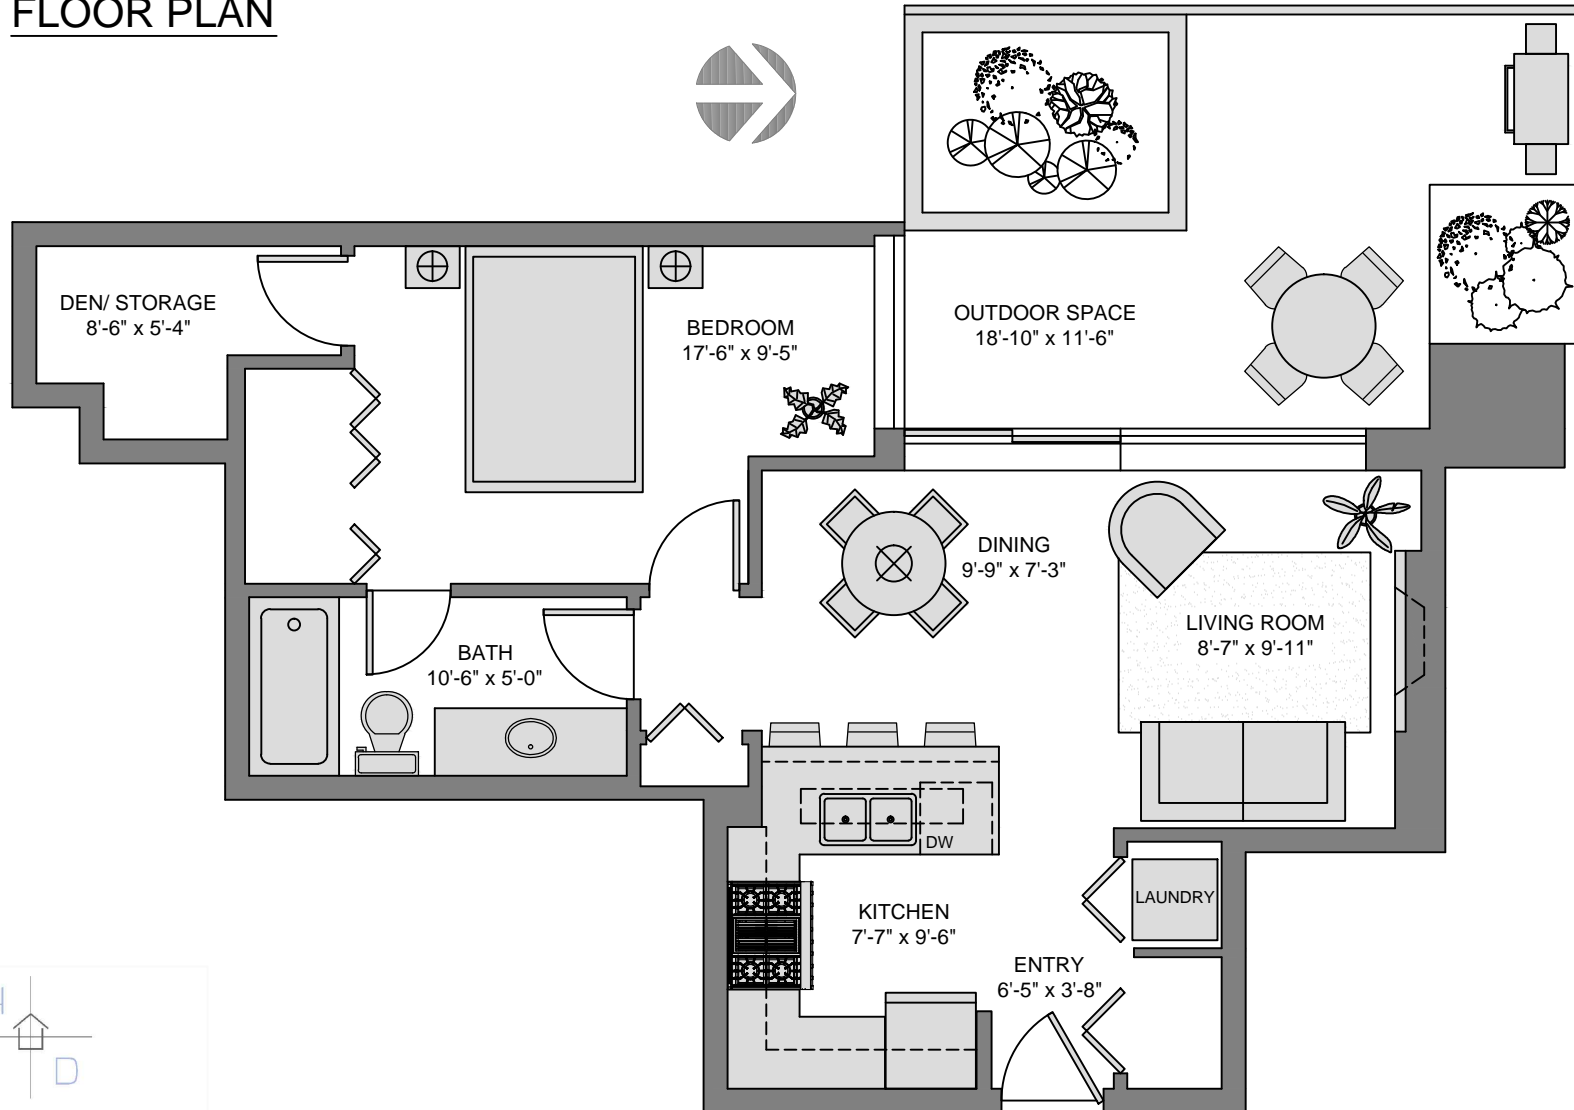 FLOOR PLAN
DEN/ STORAGE
8'-6" x 5'-4"
BEDROOM
17'-6" x 9'-5"
OUTDOOR SPACE
18'-10" x 11'-6"
DINING
9'-9" x 7'-3"
LIVING ROOM
8'-7" x 9'-11"
BATH
10'-6" x 5'-0"
DW
LAUNDRY
KITCHEN
7'-7" x 9'-6"
ENTRY
6'-5" x 3'-8"
D